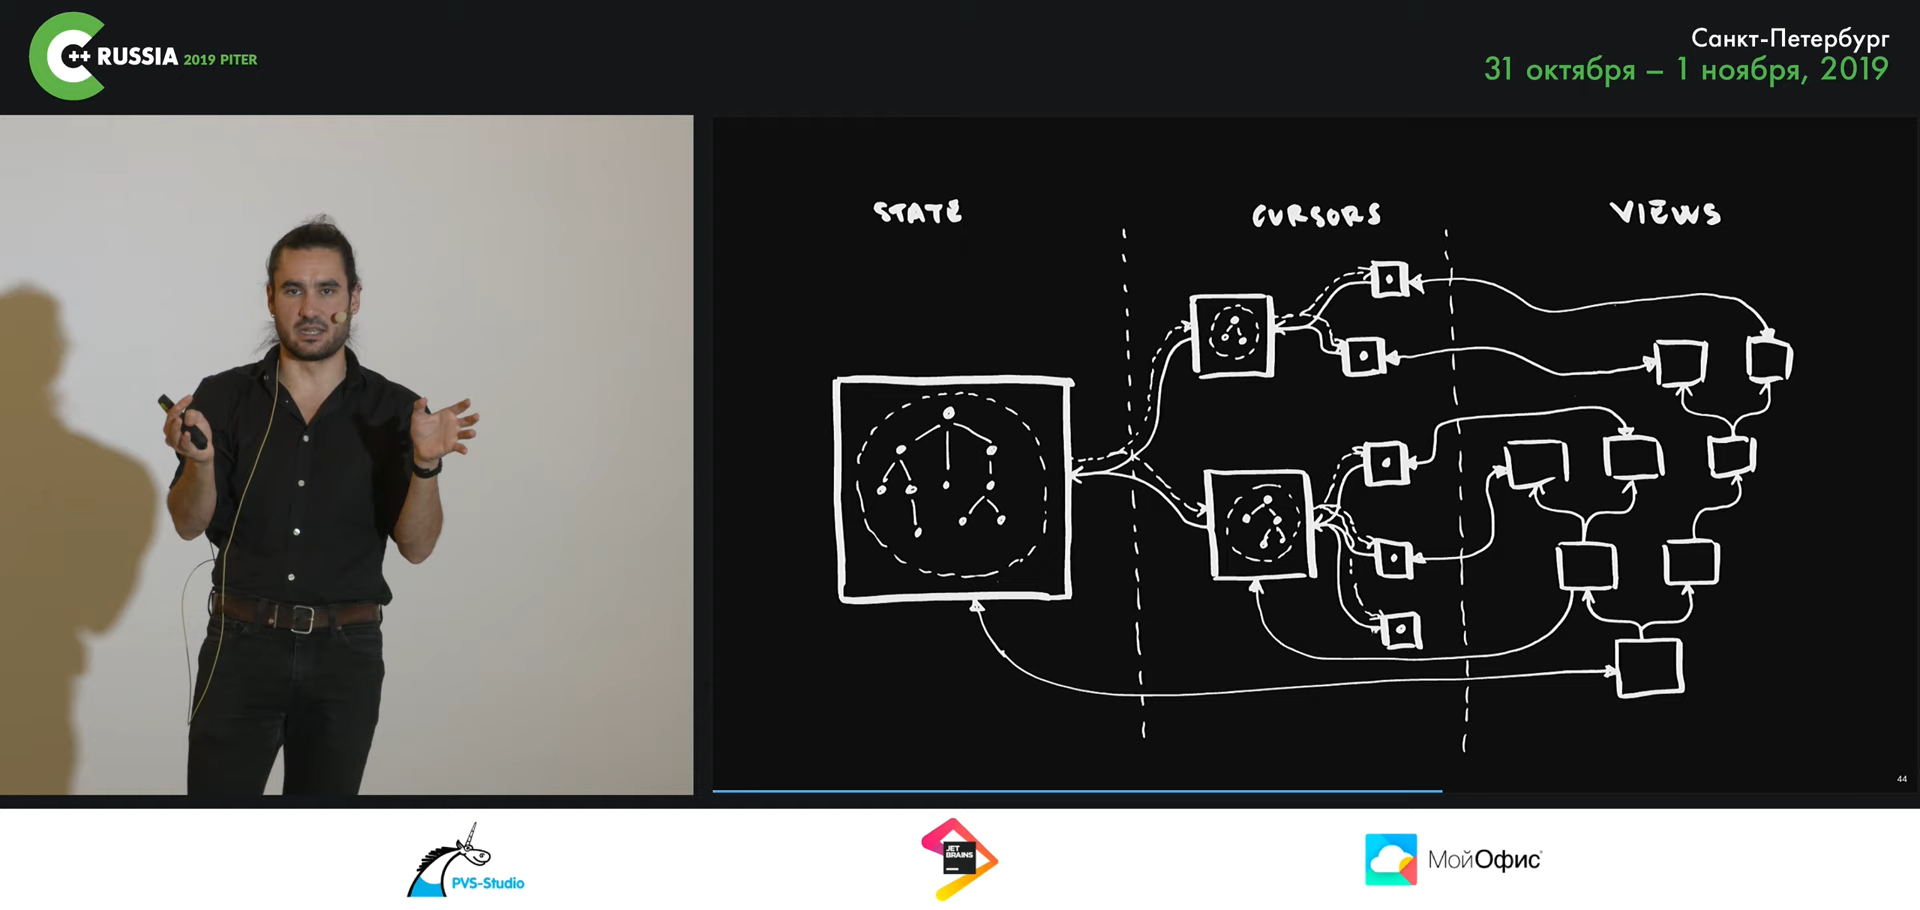 C++ RUSSIA 2019 PITER
Санкт-Петербург
31 октября – 1 ноября, 2019
STATE
CURSORS
VIEWS
44
PVS-Studio
JET
BRAINS
МойОфис